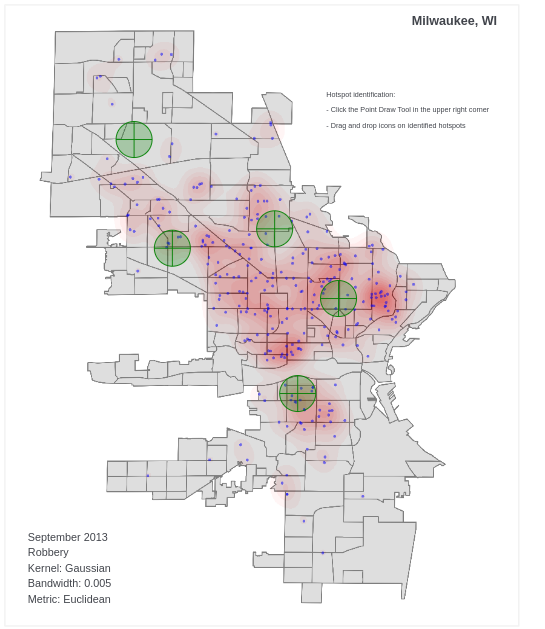 Milwaukee, WI
Hotspot identification:
- Click the Point Draw Tool in the upper right corner
- Drag and drop icons on identified hotspots
September 2013
Robbery
Kernel: Gaussian
Bandwidth: 0.005
Metric: Euclidean